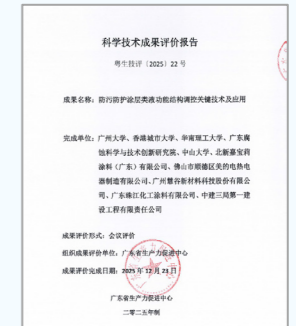 科学技术成果评价报告
粤生技评〔2025〕22号
成果名称：防污防护涂层类液功能结构调控关键技术及应用
完成单位：广州大学、香港城市大学、华南理工大学、广东腐
蚀科学与技术创新研究院、中山大学、北新嘉宝莉
涂料（广东）有限公司、佛山市顺德区美的电热电
器制造有限公司、广州慧谷新材料科技股份有限公
司、广东珠江化工涂料有限公司、中建三局第一建
设工程有限责任公司
成果评价形式：会议评价
组织成果评价单位：广东省生产力促进中心
成果评价完成日期：2025年12月23日
广东省生产力促进中心
二〇二五年制